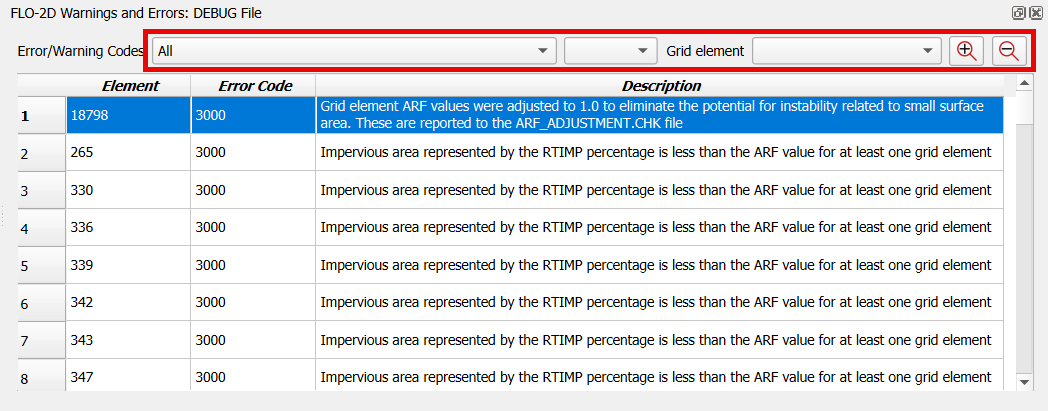 FLO-2D Warnings and Errors: DEBUG File
Error/Warning Codes All Grid element
Element Error Code Description
1 18798 3000 Grid element ARF values were adjusted to 1.0 to eliminate the potential for instability related to small surface
area. These are reported to the ARF_ADJUSTMENT.CHK file
2 265 3000 Impervious area represented by the RTIMP percentage is less than the ARF value for at least one grid element
3 330 3000 Impervious area represented by the RTIMP percentage is less than the ARF value for at least one grid element
4 336 3000 Impervious area represented by the RTIMP percentage is less than the ARF value for at least one grid element
5 339 3000 Impervious area represented by the RTIMP percentage is less than the ARF value for at least one grid element
6 342 3000 Impervious area represented by the RTIMP percentage is less than the ARF value for at least one grid element
7 343 3000 Impervious area represented by the RTIMP percentage is less than the ARF value for at least one grid element
8 347 3000 Impervious area represented by the RTIMP percentage is less than the ARF value for at least one grid element